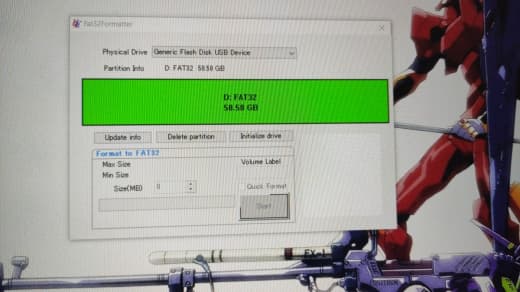 Fat32Formatter
Physical Drive Generic Flash Disk USB Device
Partition Info D: FAT32 58.58 GB
D: FAT32
58.58 GB
Update info Delete partition Initialize drive
Format to FAT32
Max Size Volume Label
Min Size
Size(MB) 0 Quick Format
Start